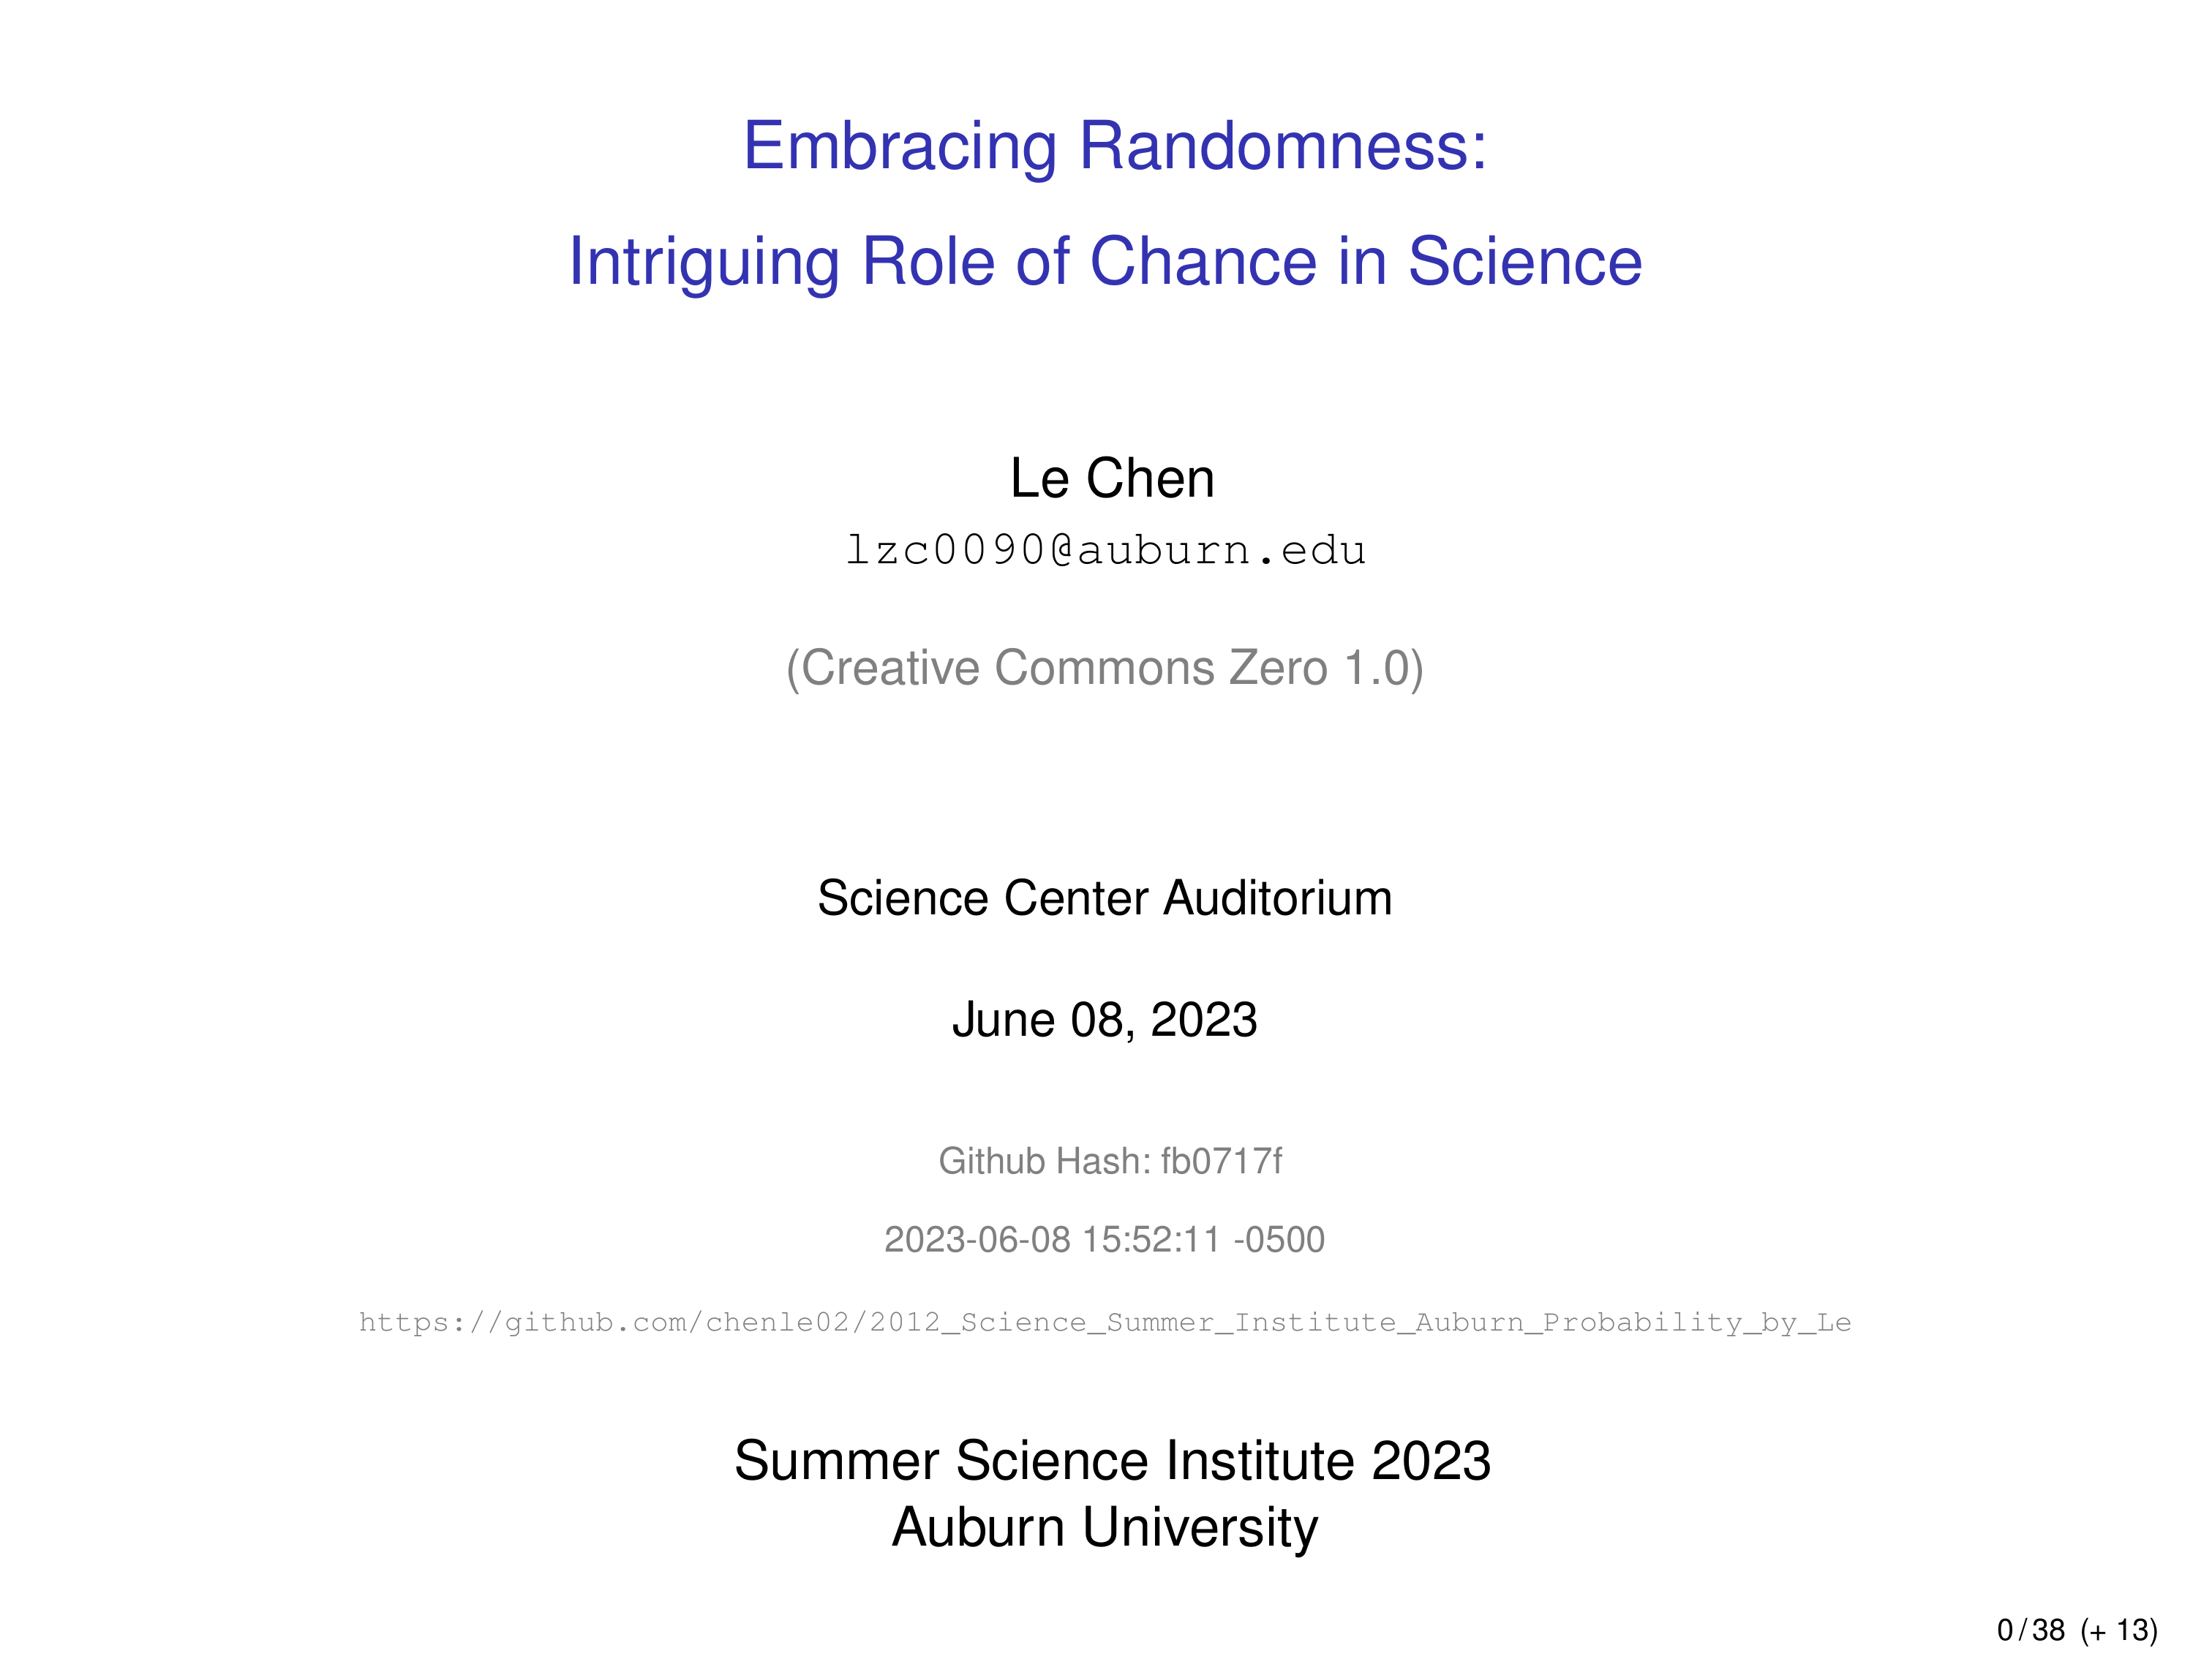 Embracing Randomness:
Intriguing Role of Chance in Science
Le Chen
lzc0090@auburn.edu
(Creative Commons Zero 1.0)
Science Center Auditorium
June 08, 2023
Github Hash: fb0717f
2023-06-08 15:52:11 -0500
https://github.com/chenle02/2012_Science_Summer_Institute_Auburn_Probability_by_Le
Summer Science Institute 2023
Auburn University
0/38 (+ 13)